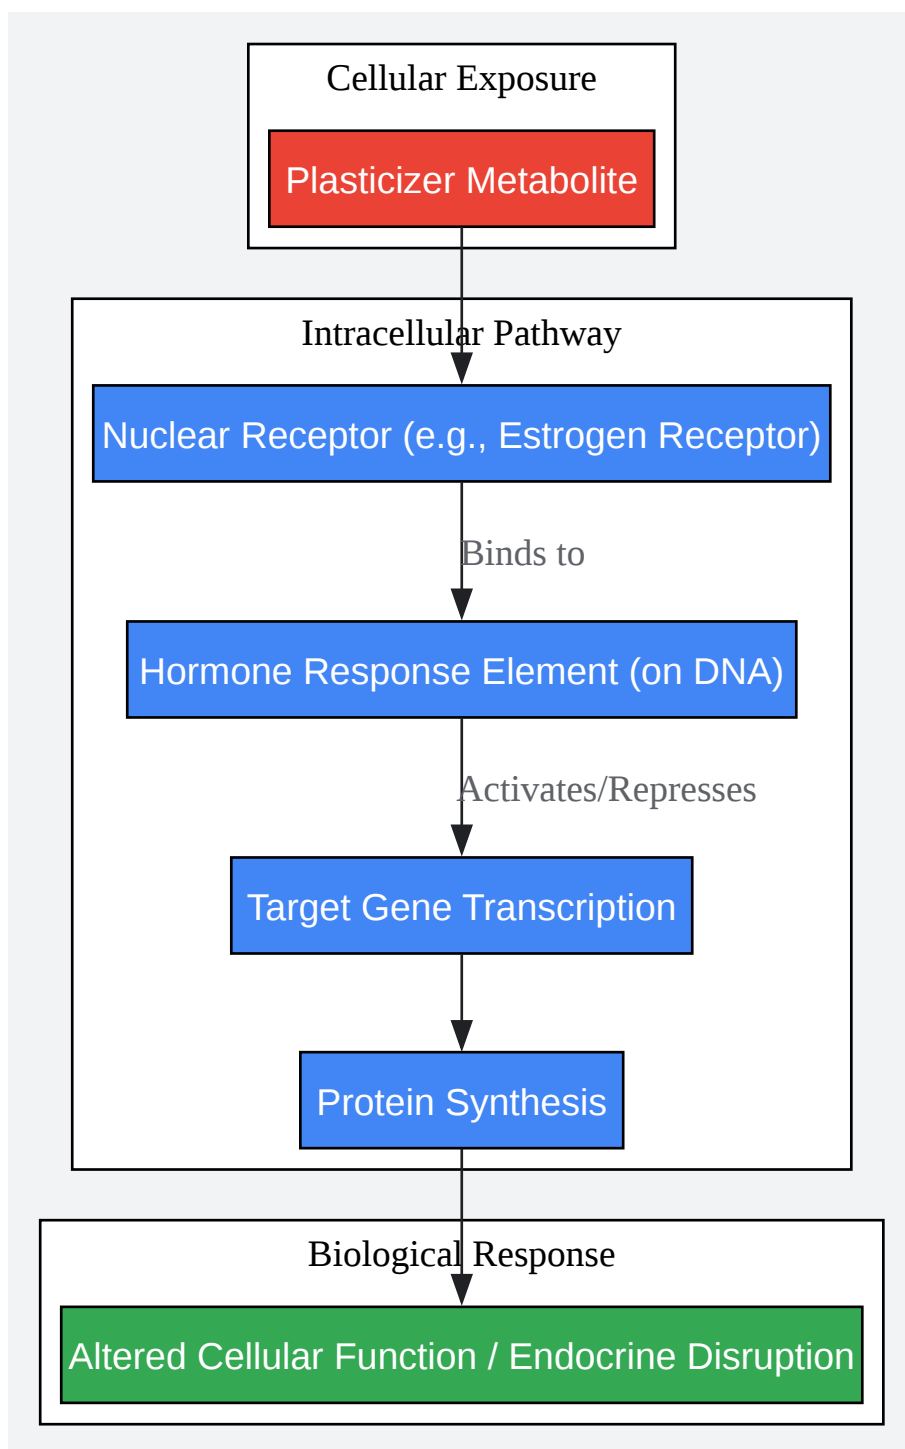 Cellular Exposure
Plasticizer Metabolite
Intracellular Pathway
Nuclear Receptor (e.g., Estrogen Receptor)
Binds to
Hormone Response Element (on DNA)
Activates/Represses
Target Gene Transcription
Protein Synthesis
Biological Response
Altered Cellular Function / Endocrine Disruption